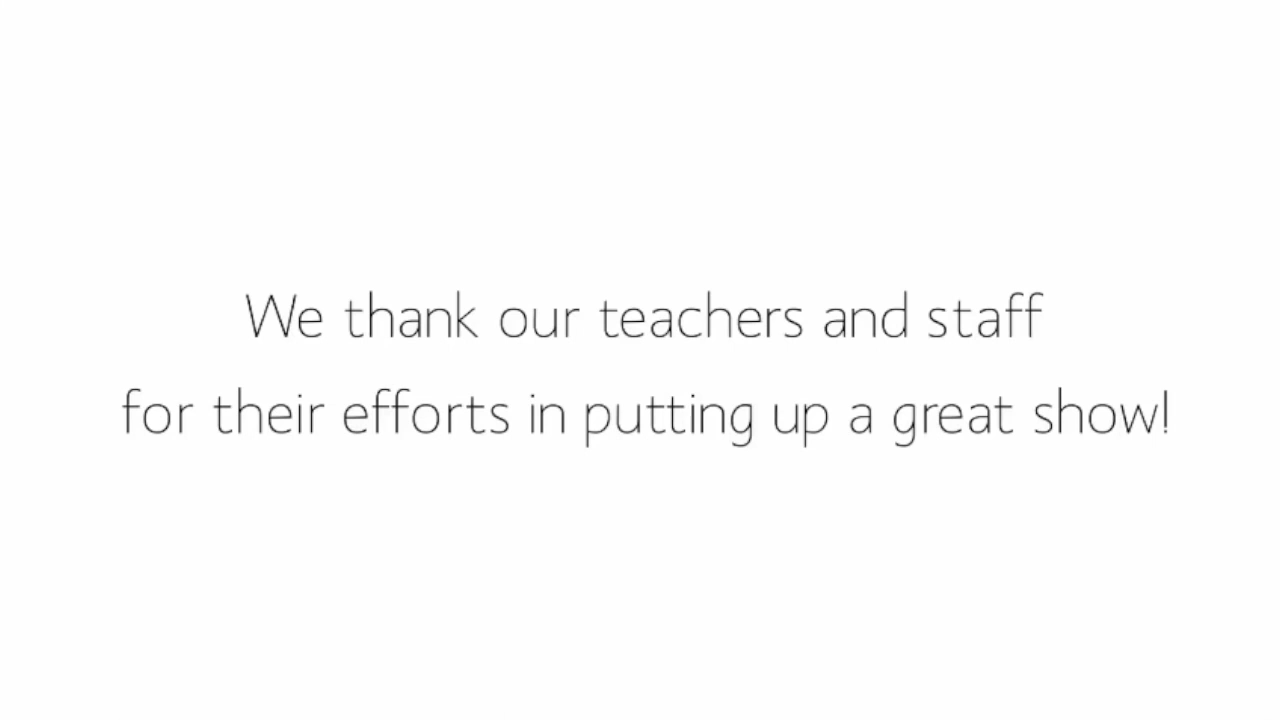 We thank our teachers and staff
for their efforts in putting up a great show!